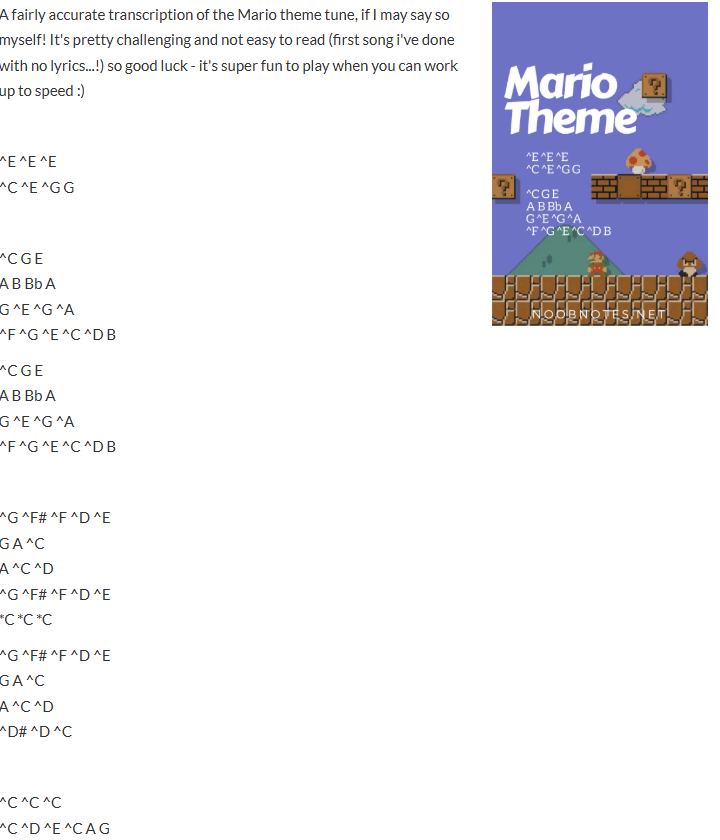 A fairly accurate transcription of the Mario theme tune, if I may say so
myself! It's pretty challenging and not easy to read (first song i've done
with no lyrics...!) so good luck - it's super fun to play when you can work
up to speed :)
^E ^E ^E
^C ^E ^G G
^C G E
A B Bb A
G ^E ^G ^A
^F ^G ^E ^C ^D B
^C G E
A B Bb A
G ^E ^G ^A
^F ^G ^E ^C ^D B
^G ^F# ^F ^D ^E
G A ^C
A ^C ^D
^G ^F# ^F ^D ^E
*C *C *C
^G ^F# ^F ^D ^E
G A ^C
A ^C ^D
^D# ^D ^C
^C ^C ^C
^C ^D ^E ^C A G
Mario
Theme
^E ^E ^E
^C ^E ^G G
^C G E
A B Bb A
G ^E ^G ^A
^F ^G ^E ^C ^D B
NOOBNOTES.NET